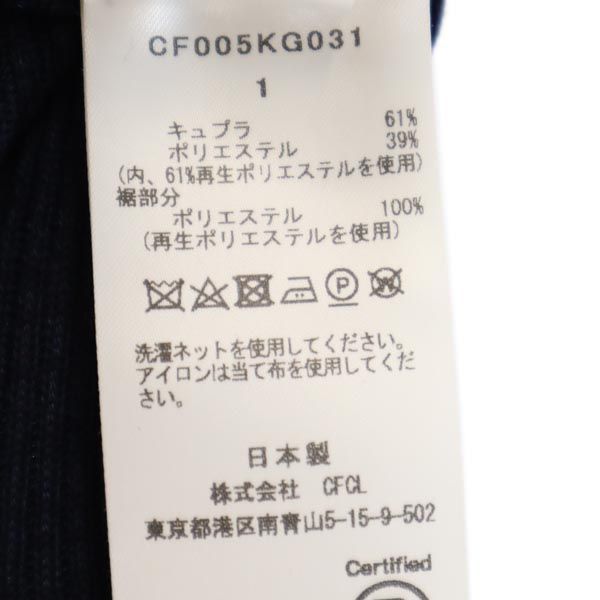 CF005KG031
1
キュプラ 61%
ポリエステル 39%
(内、61%再生ポリエステルを使用)
裾部分
ポリエステル 100%
(再生ポリエステルを使用)
P
W
洗濯ネットを使用してください。
アイロンは当て布を使用してくだ
さい。
日本製
株式会社 CFCL
東京都港区南青山5-15-9-502
Certified